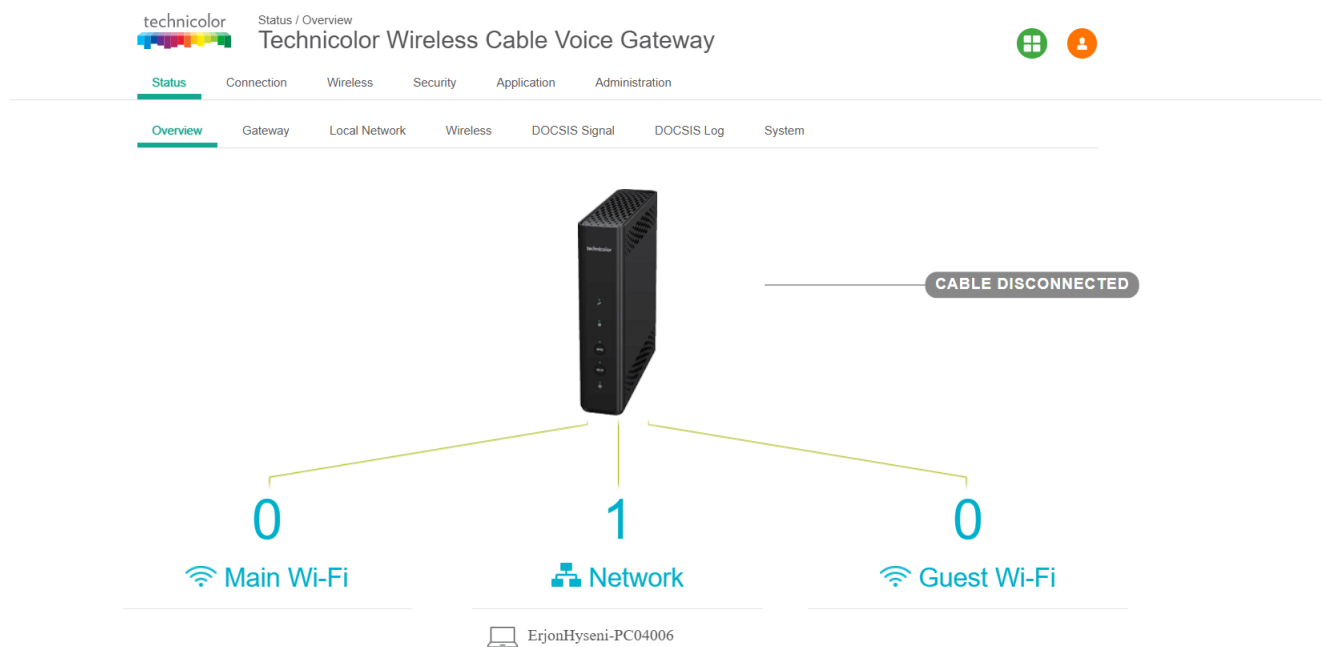 technicolor
Status / Overview
Technicolor Wireless Cable Voice Gateway
Status Connection Wireless Security Application Administration
Overview Gateway Local Network Wireless DOCSIS Signal DOCSIS Log System
technicolor
CABLE DISCONNECTED
0 1 0
Main Wi-Fi Network Guest Wi-Fi
ErjonHyseni-PC04006